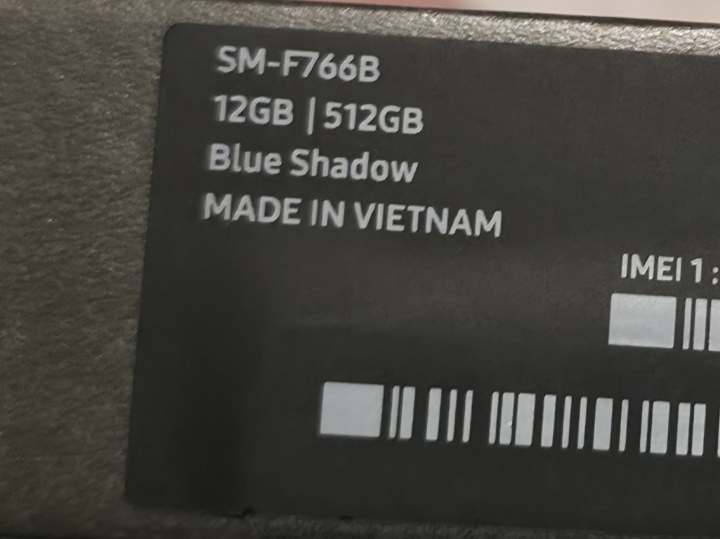 SM-F766B
12GB | 512GB
Blue Shadow
MADE IN VIETNAM
IMEI 1 :